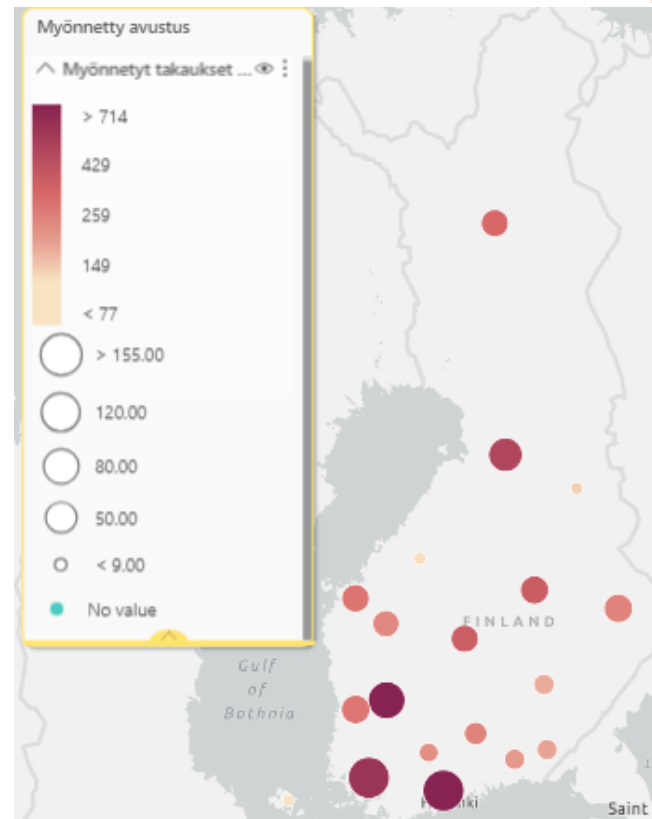 Myönnetty avustus
Myönnetyt takaukset ...
> 714
429
259
149
< 77
> 155.00
120.00
80.00
50.00
< 9.00
No value
FINLAND
Gulf
of
Bothnia
Saint